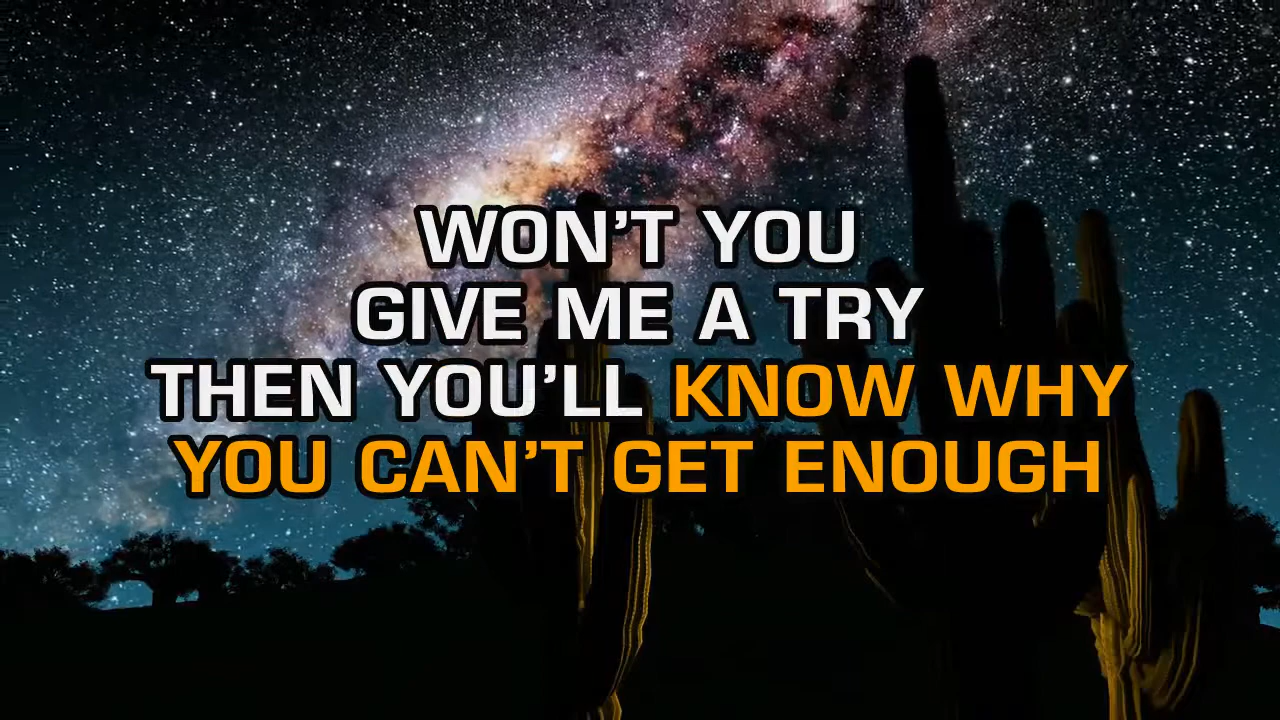 WON'T YOU
GIVE ME A TRY
THEN YOU'LL KNOW WHY
YOU CAN'T GET ENOUGH